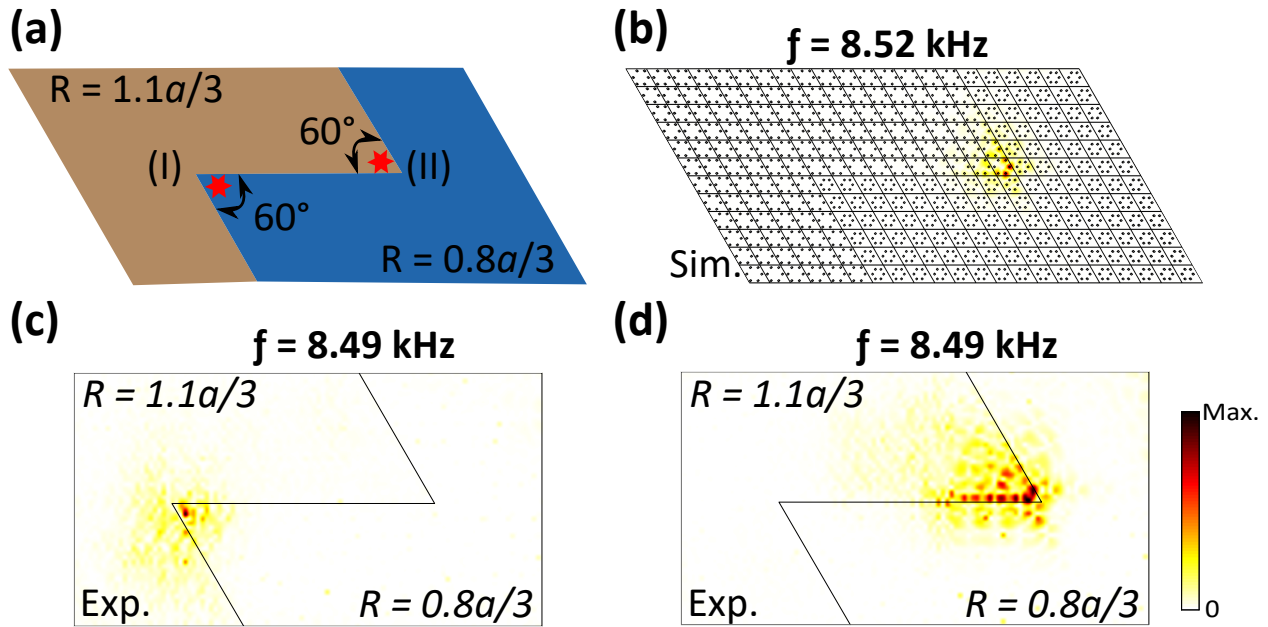 (a)
R = 1.1a/3
60°
(I)
(II)
60°
R = 0.8a/3
(b)
ƒ = 8.52 kHz
Sim.
(c)
ƒ = 8.49 kHz
R = 1.1a/3
Exp.
R = 0.8a/3
(d)
ƒ = 8.49 kHz
R = 1.1a/3
Exp.
R = 0.8a/3
Max.
0